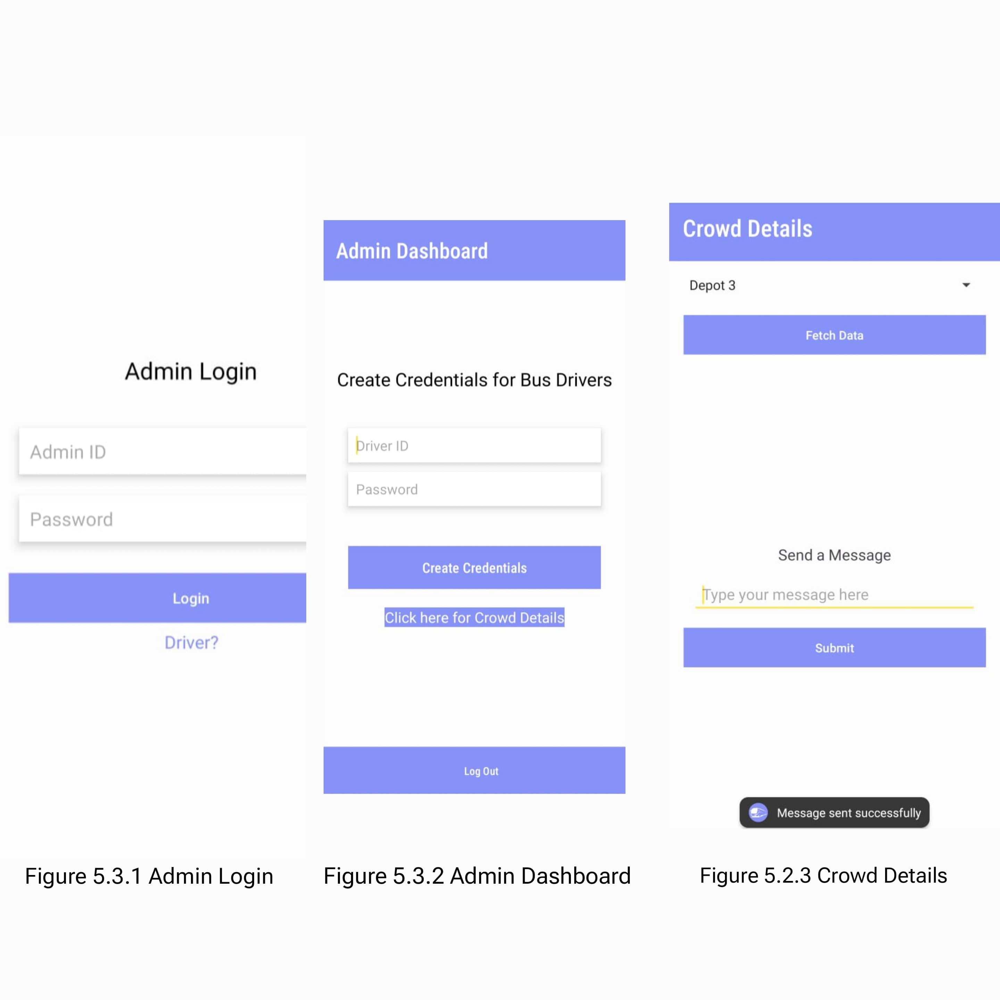 Admin Login
Admin ID
Password
Login
Driver?
Figure 5.3.1 Admin Login
Admin Dashboard
Create Credentials for Bus Drivers
Driver ID
Password
Create Credentials
Click here for Crowd Details
Log Out
Figure 5.3.2 Admin Dashboard
Crowd Details
Depot 3
Fetch Data
Send a Message
Type your message here
Submit
Message sent successfully
Figure 5.2.3 Crowd Details